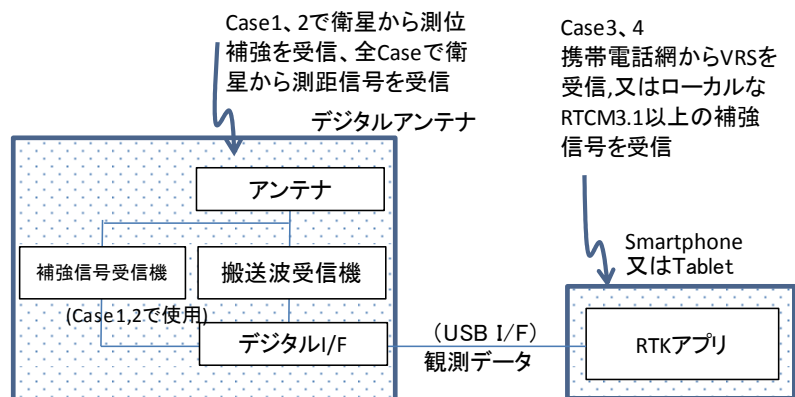 Case1、2で衛星から測位
補強を受信、全Caseで衛
星から測距信号を受信
デジタルアンテナ
アンテナ
補強信号受信機
搬送波受信機
(Case1,2で使用)
デジタルI/F
(USB I/F)
観測データ
Case3、4
携帯電話網からVRSを
受信,又はローカルな
RTCM3.1以上の補強
信号を受信
Smartphone
又はTablet
RTKアプリ